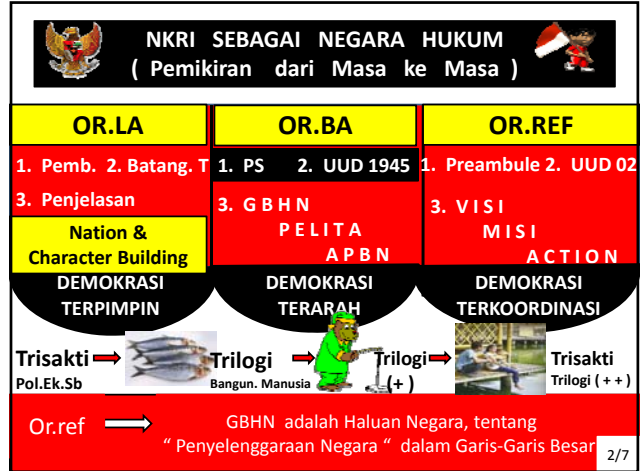 NKRI SEBAGAI NEGARA HUKUM
( Pemikiran dari Masa ke Masa )
OR.LA
OR.BA
OR.REF
1. Pemb. 2. Batang. T
3. Penjelasan
Nation &
Character Building
1. PS 2. UUD 1945
3. G B H N
P E L I T A
A P B N
1. Preambule 2. UUD 02
3. V I S I
M I S I
A C T I O N
DEMOKRASI
TERPIMPIN
DEMOKRASI
TERARAH
DEMOKRASI
TERKOORDINASI
Trisakti
Pol.Ek.Sb
Trilogi
Bangun. Manusia
Trilogi
(+ )
Trisakti
Trilogi ( + + )
Or.ref
GBHN adalah Haluan Negara, tentang
“ Penyelenggaraan Negara “ dalam Garis-Garis Besar
2/7